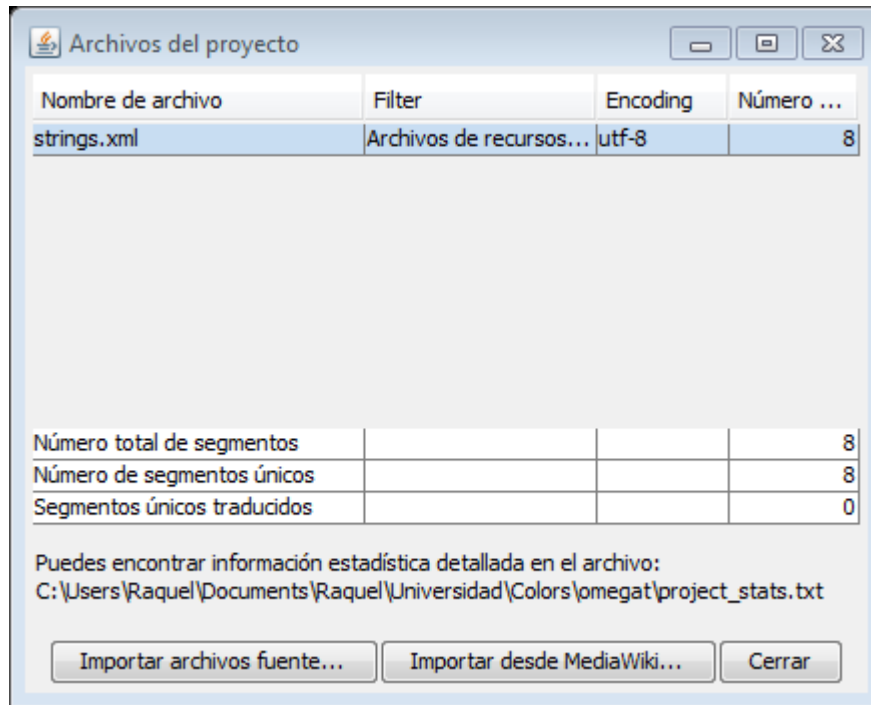 Archivos del proyecto
Nombre de archivo Filter Encoding Número ...
strings.xml Archivos de recursos... utf-8 8
Número total de segmentos 8
Número de segmentos únicos 8
Segmentos únicos traducidos 0
Puedes encontrar información estadística detallada en el archivo:
C:\Users\Raquel\Documents\Raquel\Universidad\Colors\omegat\project_stats.txt
Importar archivos fuente... Importar desde MediaWiki... Cerrar